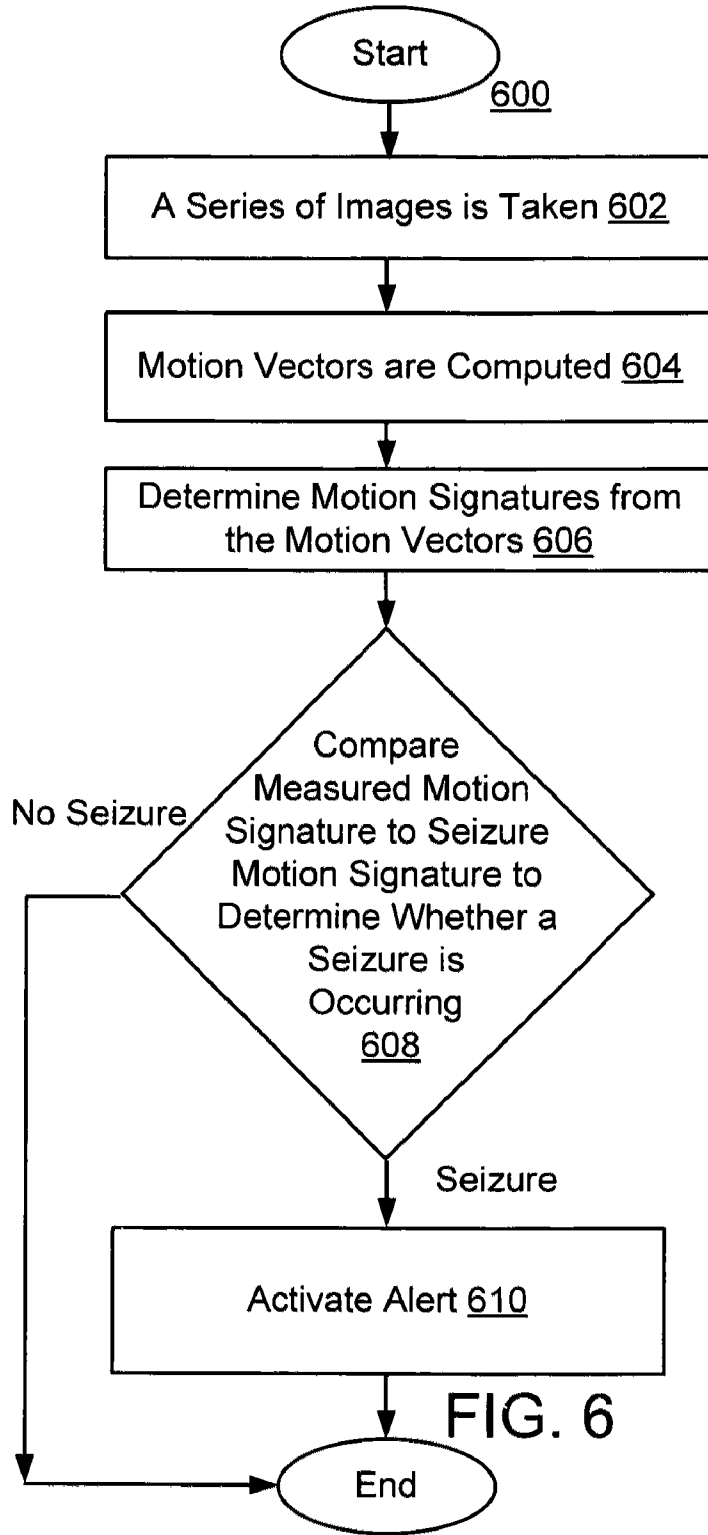 Start
600
A Series of Images is Taken 602
Motion Vectors are Computed 604
Determine Motion Signatures from
the Motion Vectors 606
Compare
Measured Motion
Signature to Seizure
Motion Signature to
Determine Whether a
Seizure is
Occurring
608
No Seizure
Seizure
Activate Alert 610
FIG. 6
End